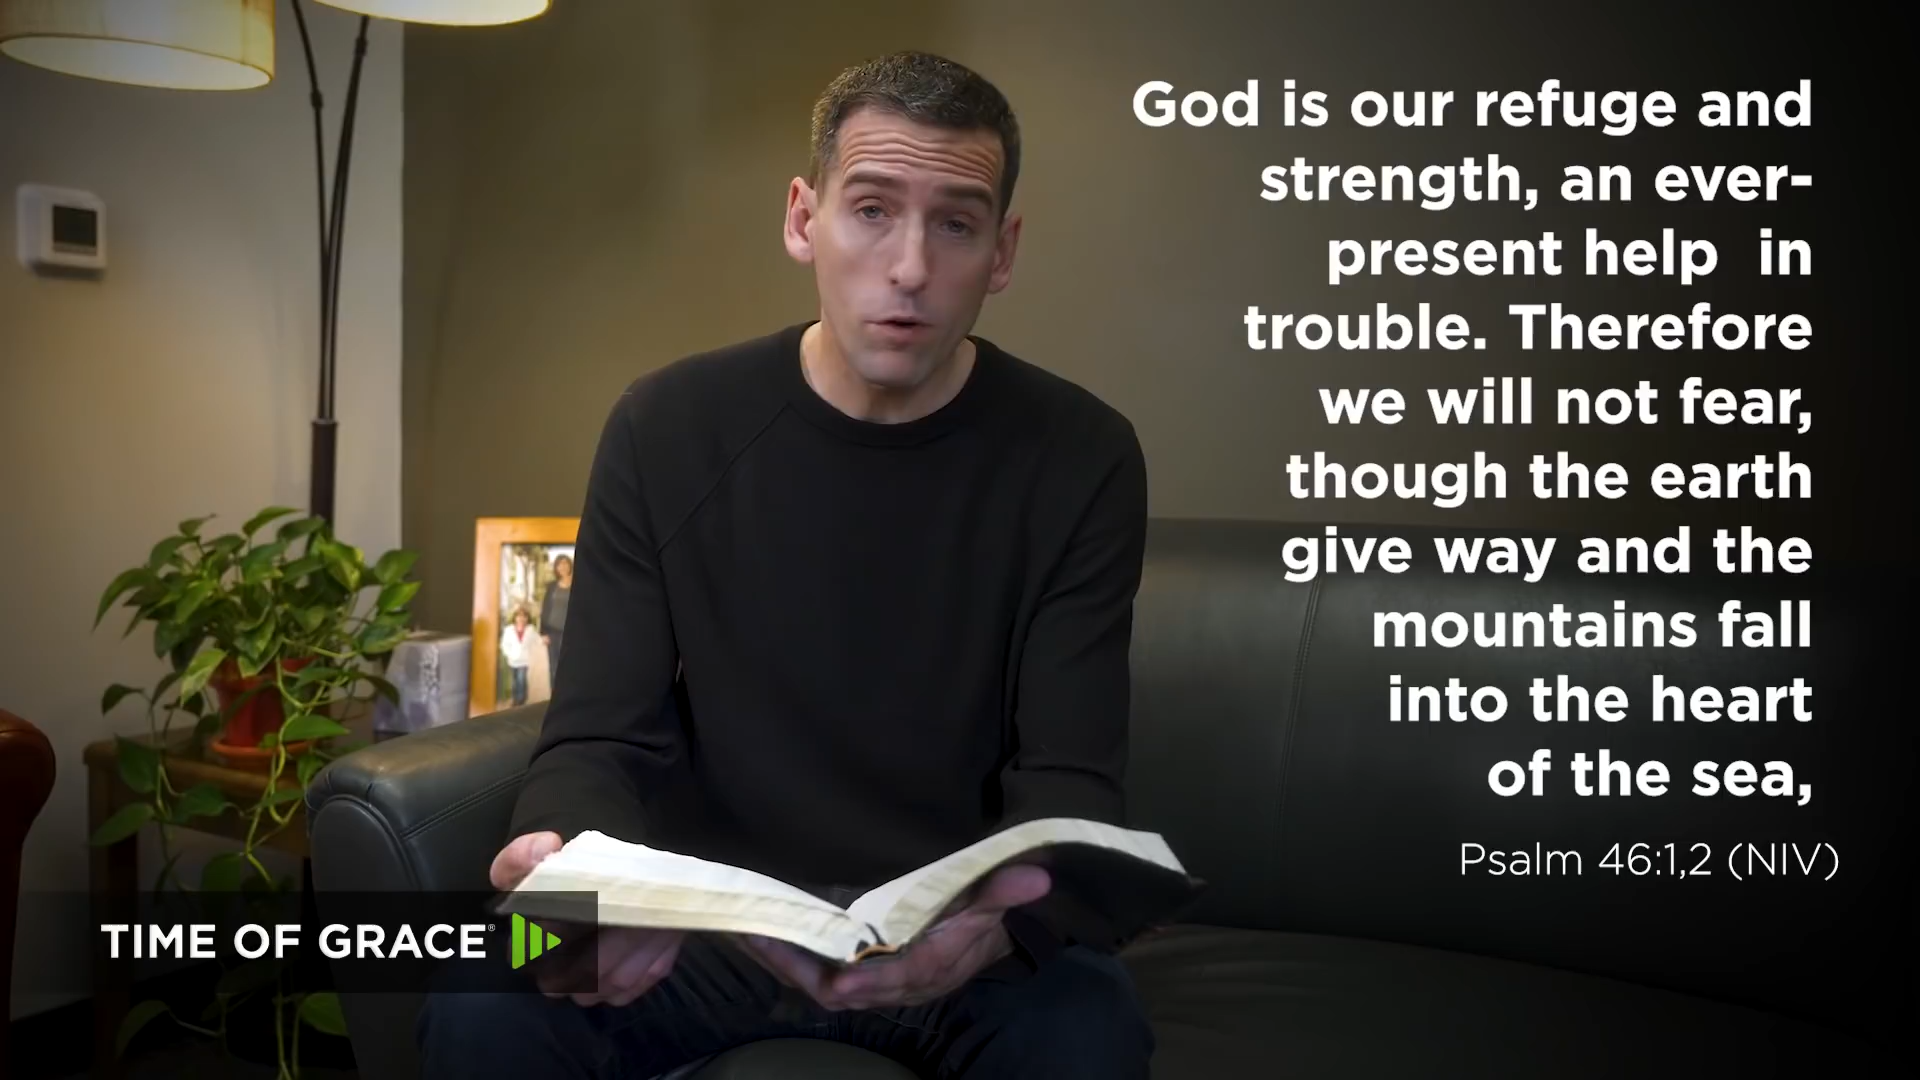 God is our refuge and
strength, an ever-
present help  in
trouble. Therefore
we will not fear,
though the earth
give way and the
mountains fall
into the heart
of the sea,
Psalm 46:1,2 (NIV)
TIME OF GRACE®